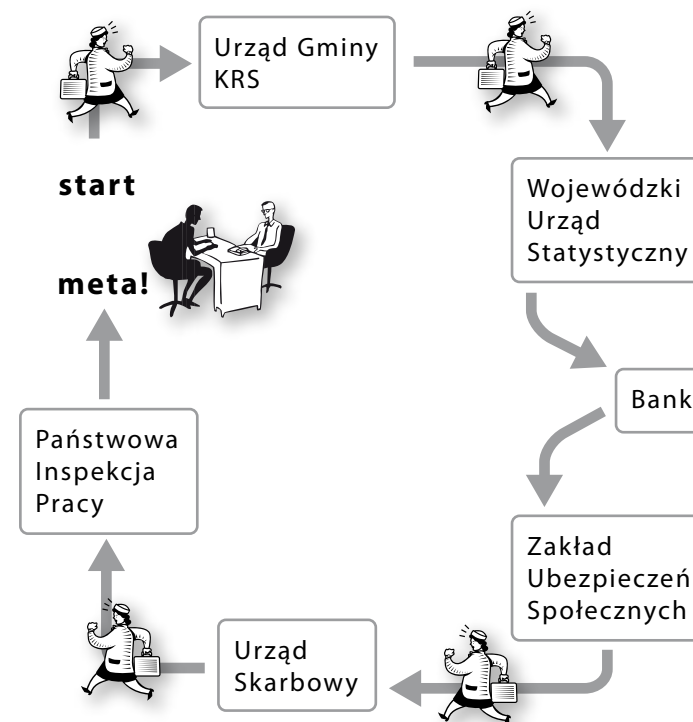 Urząd Gminy
KRS
start
Wojewódzki
Urząd
Statystyczny
meta!
Bank
Państwowa
Inspekcja
Pracy
Zakład
Ubezpieczeń
Społecznych
Urząd
Skarbowy